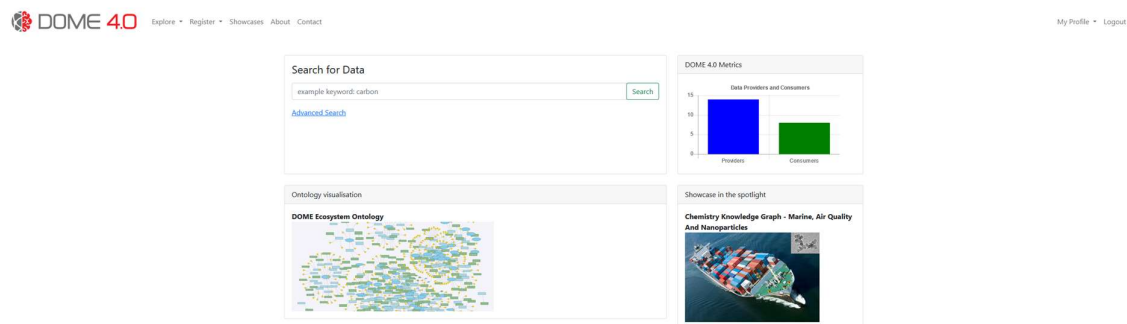 DOME 4.0
Explore Register Showcases About Contact
My Profile Logout
Search for Data
example keyword: carbon
Search
Advanced Search
DOME 4.0 Metrics
Data Providers and Consumers
15
10
5
0
Providers Consumers
Ontology visualisation
DOME Ecosystem Ontology
Showcase in the spotlight
Chemistry Knowledge Graph - Marine, Air Quality
And Nanoparticles